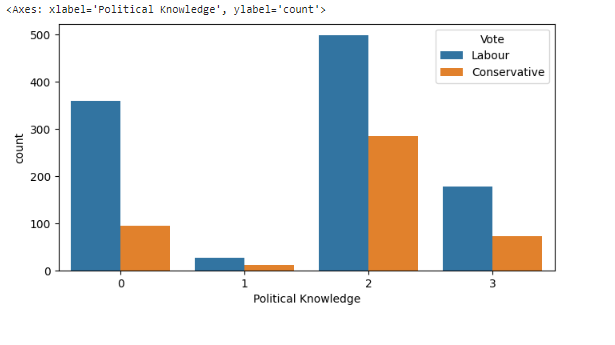 <Axes: xlabel='Political Knowledge', ylabel='count'>
500
400
300
200
100
0
count
Vote
Labour
Conservative
0 1 2 3
Political Knowledge